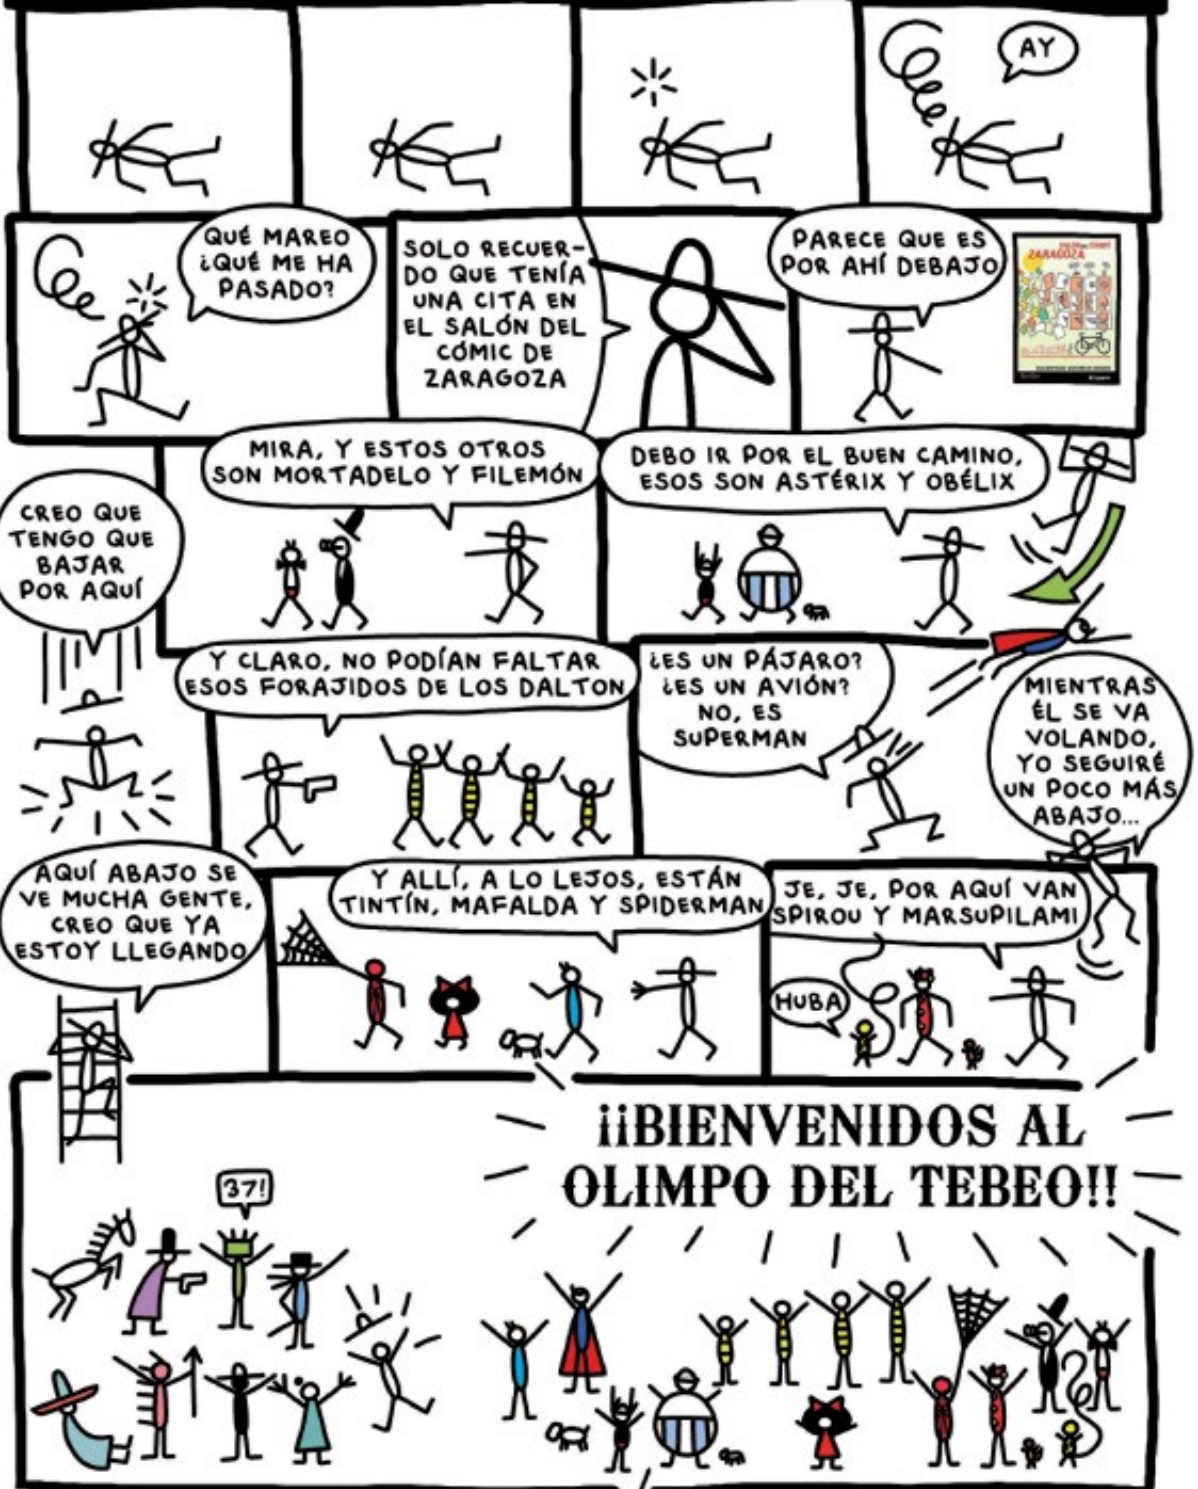 AY
QUÉ MAREO
¿QUÉ ME HA
PASADO?
SOLO RECUER-
DO QUE TENÍA
UNA CITA EN
EL SALÓN DEL
CÓMIC DE
ZARAGOZA
PARECE QUE ES
POR AHÍ DEBAJO
ZARAGOZA
DEBO IR POR EL BUEN CAMINO,
ESOS SON ASTÉRIX Y OBÉLIX
MIRA, Y ESTOS OTROS
SON MORTADELO Y FILEMÓN
CREO QUE
TENGO QUE
BAJAR
POR AQUÍ
Y CLARO, NO PODÍAN FALTAR
ESOS FORAJIDOS DE LOS DALTON
¿ES UN PÁJARO?
¿ES UN AVIÓN?
NO, ES
SUPERMAN
MIENTRAS
ÉL SE VA
VOLANDO,
YO SEGUIRÉ
UN POCO MÁS
ABAJO...
JE, JE, POR AQUÍ VAN
SPIROU Y MARSUPILAMI
HUBA
Y ALLÍ, A LO LEJOS, ESTÁN
TINTÍN, MAFALDA Y SPIDERMAN
AQUÍ ABAJO SE
VE MUCHA GENTE,
CREO QUE YA
ESTOY LLEGANDO
¡¡BIENVENIDOS AL
OLIMPO DEL TEBEO!!
37!